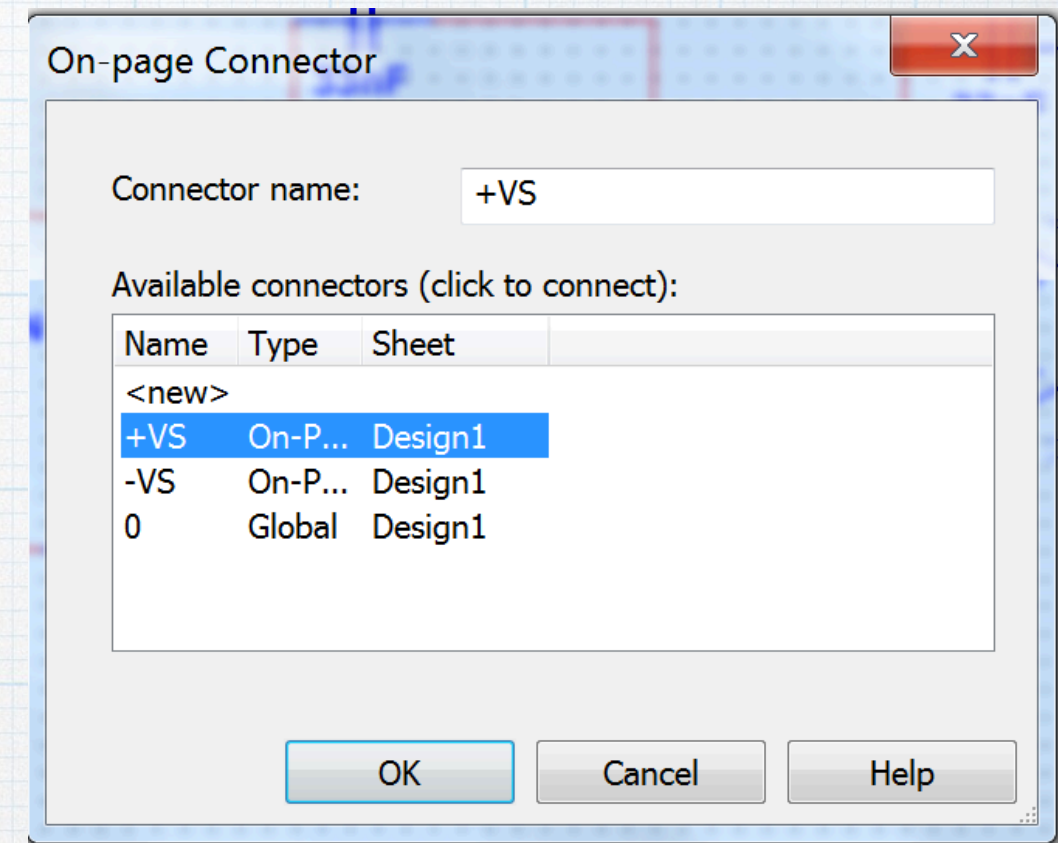 On-page Connector
Connector name: +VS
Available connectors (click to connect):
Name Type Sheet
<new>
+VS On-P... Design1
-VS On-P... Design1
0 Global Design1
OK Cancel Help